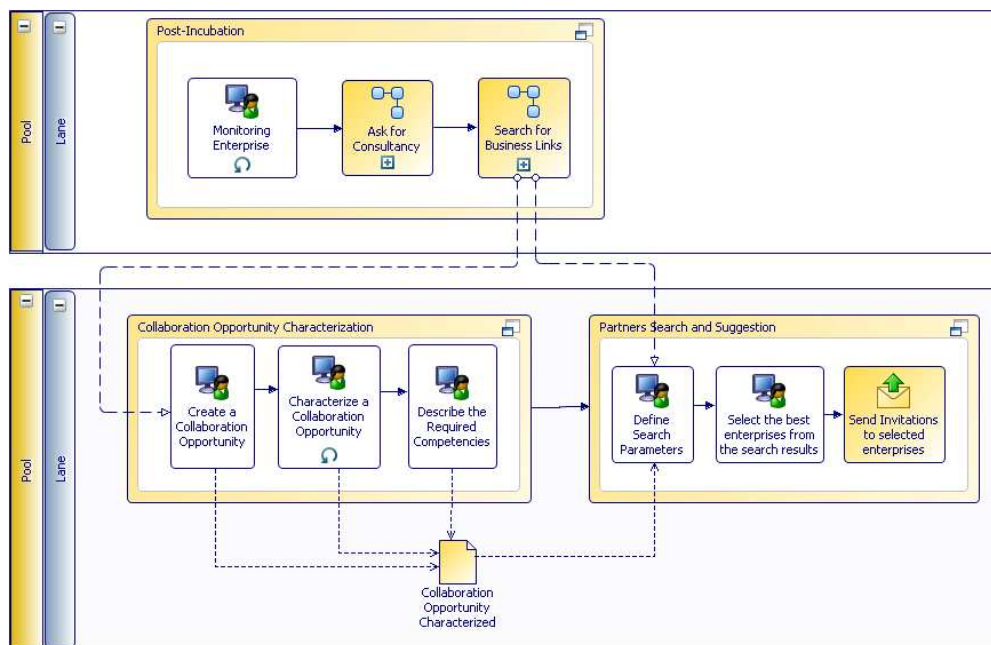 Pool
Lane
Post-Incubation
Monitoring
Enterprise
Ask for
Consultancy
Search for
Business Links
Pool
Lane
Collaboration Opportunity Characterization
Create a
Collaboration
Opportunity
Characterize a
Collaboration
Opportunity
Describe the
Required
Competencies
Partners Search and Suggestion
Define
Search
Parameters
Select the best
enterprises from
the search results
Send Invitations
to selected
enterprises
Collaboration
Opportunity
Characterized